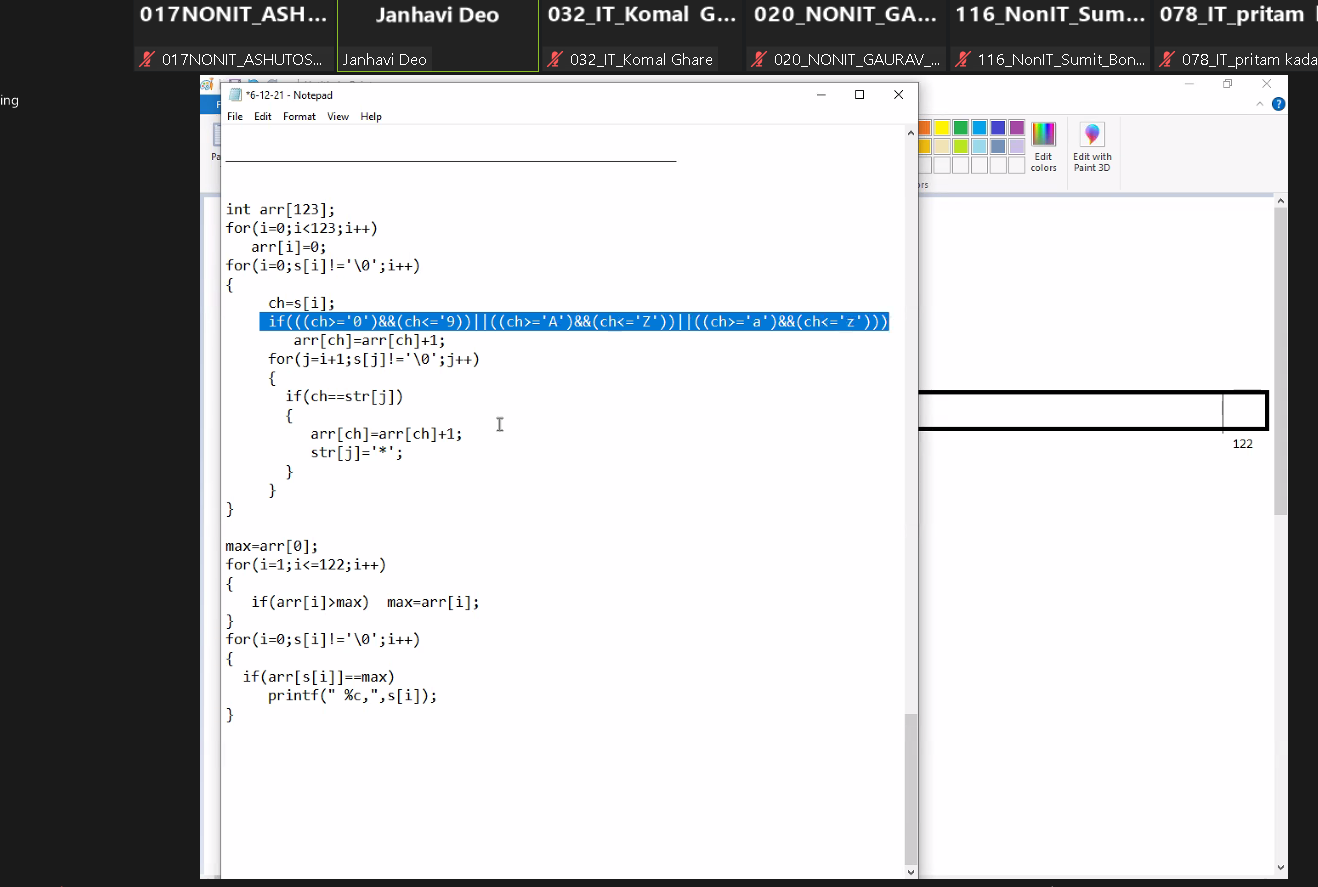 017NONIT_ASH... Janhavi Deo 032_IT_Komal G... 020_NONIT_GA... 116_NonIT_Sum... 078_IT_pritam
017NONIT_ASHUTOS... Janhavi Deo 032_IT_Komal Ghare 020_NONIT_GAURAV_... 116_NonIT_Sumit_Bon... 078_IT_pritam kada
ing
*6-12-21 - Notepad
File Edit Format View Help
Edit colors
Edit with Paint 3D
int arr[123];
for(i=0;i<123;i++)
arr[i]=0;
for(i=0;s[i]!='\0';i++)
{
ch=s[i];
if(((ch>='0')&&(ch<='9))||((ch>='A')&&(ch<='Z'))||((ch>='a')&&(ch<='z')))
arr[ch]=arr[ch]+1;
for(j=i+1;s[j]!='\0';j++)
{
if(ch==str[j])
{
arr[ch]=arr[ch]+1;
str[j]='*';
}
}
}
max=arr[0];
for(i=1;i<=122;i++)
{
if(arr[i]>max) max=arr[i];
}
for(i=0;s[i]!='\0';i++)
{
if(arr[s[i]]==max)
printf(" %c,",s[i]);
}
122